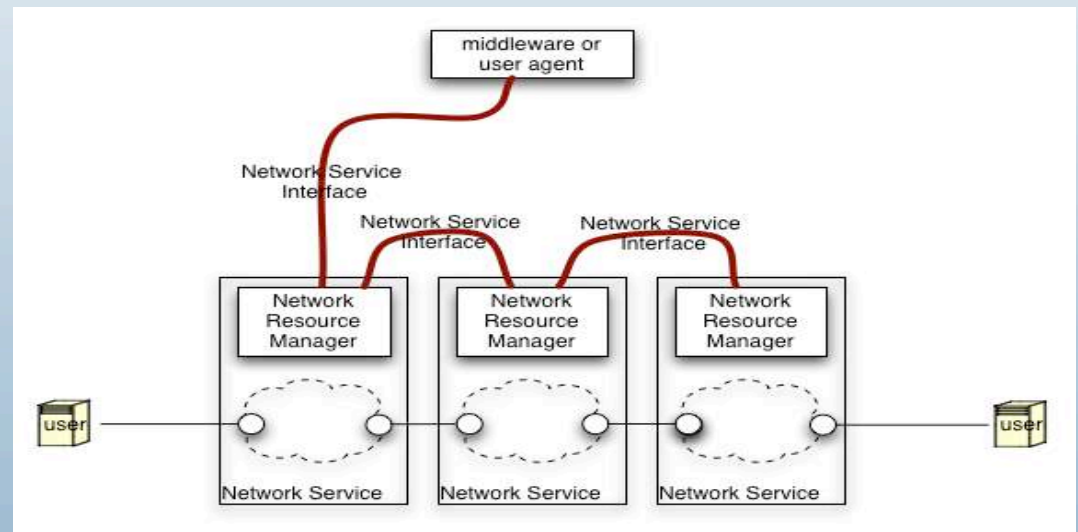 middleware or
user agent
Network Service
Interface
Network Service
Interface
Network Service
Interface
Network
Resource
Manager
Network
Resource
Manager
Network
Resource
Manager
user
user
Network Service
Network Service
Network Service